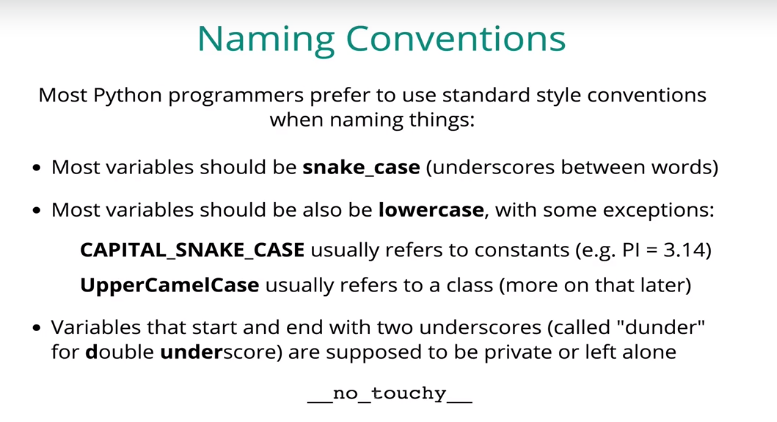 Naming Conventions
Most Python programmers prefer to use standard style conventions
when naming things:
• Most variables should be snake_case (underscores between words)
• Most variables should be also be lowercase, with some exceptions:
CAPITAL_SNAKE_CASE usually refers to constants (e.g. PI = 3.14)
UpperCamelCase usually refers to a class (more on that later)
• Variables that start and end with two underscores (called "dunder"
for double underscore) are supposed to be private or left alone
__no_touchy__